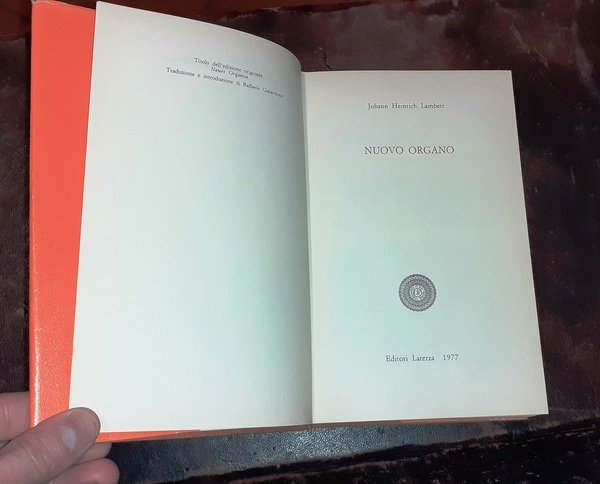 Titolo dell'edizione originale
Neues Organon
Traduzione e introduzione di Raffaele Ciafardone
Johann Heinrich Lambert
NUOVO ORGANO
Editori Laterza 1977